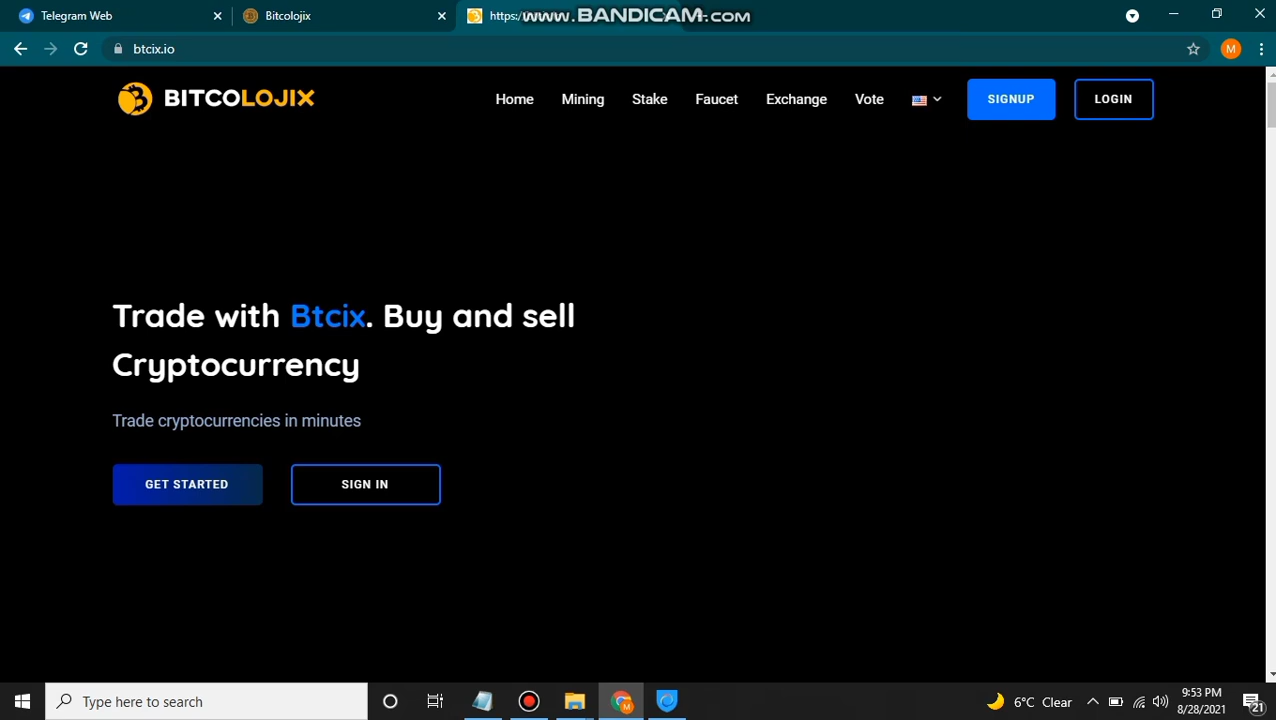 Telegram Web
Bitcolojix
https:/
WWW.BANDICAM.COM
btcix.io
M
BITCOLOJIX
Home
Mining
Stake
Faucet
Exchange
Vote
SIGNUP
LOGIN
Trade with Btcix. Buy and sell
Cryptocurrency
Trade cryptocurrencies in minutes
GET STARTED
SIGN IN
Type here to search
M
6°C Clear
9:53 PM
8/28/2021
21